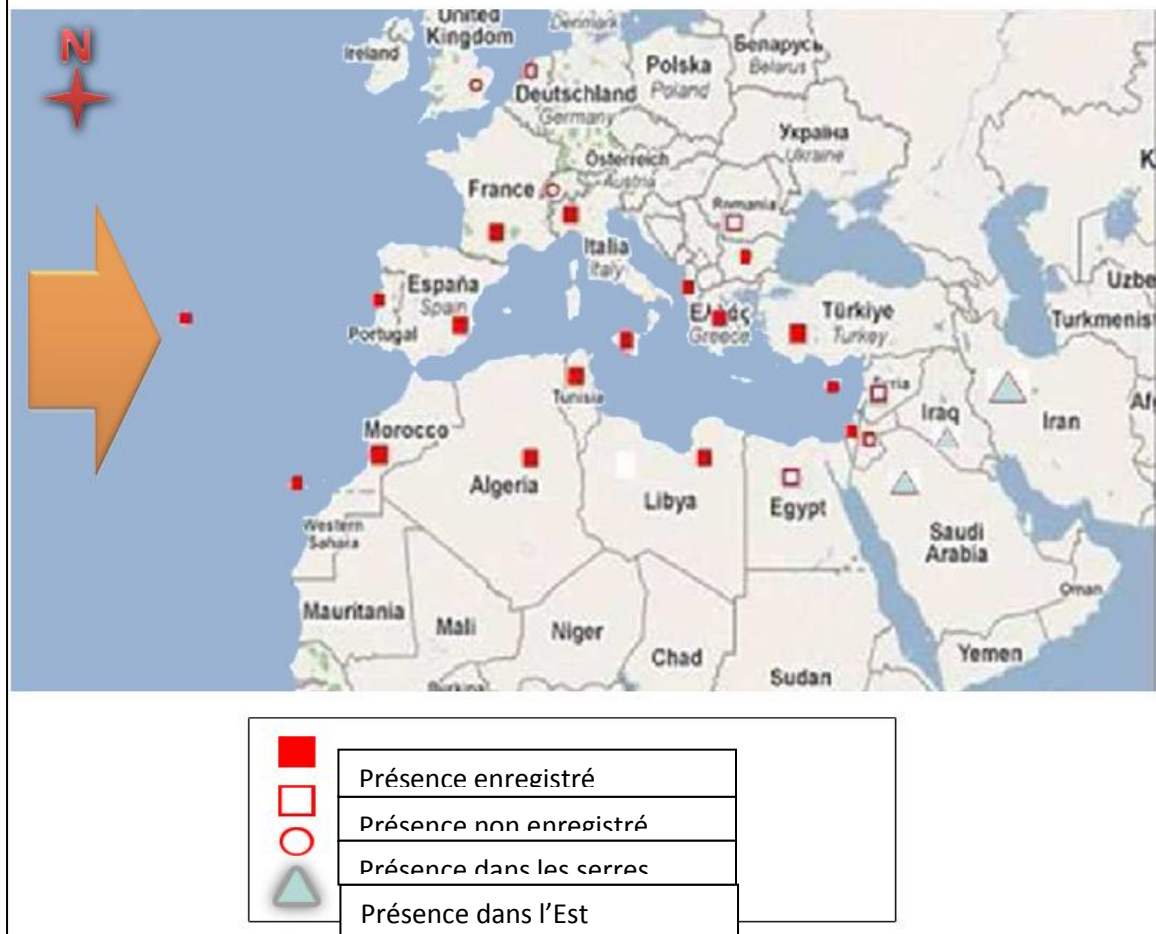 N
United
Kingdom
Denmark
Ireland
Беларусь
Belarus
Polska
Poland
Deutschland
Germany
Україна
Ukraine
Österreich
Austria
K
France
Romania
Italia
Italy
España
Spain
Portugal
Ελλάς
Greece
Türkiye
Turkey
Uzbe
Turkmenist
Tunisia
Syria
Iraq
Iran
Af
Morocco
Algeria
Libya
Egypt
Western
Sahara
Saudi
Arabia
Oman
Mauritania
Mali
Niger
Chad
Sudan
Yemen
Burkina
Présence enregistré
Présence non enregistré
Présence dans les serres
Présence dans l’Est